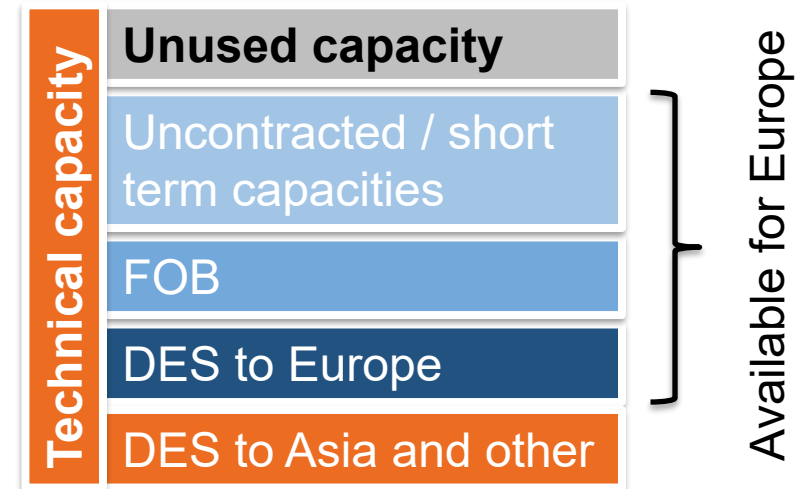 Technical capacity
Unused capacity
Uncontracted / short
term capacities
FOB
DES to Europe
DES to Asia and other
Available for Europe